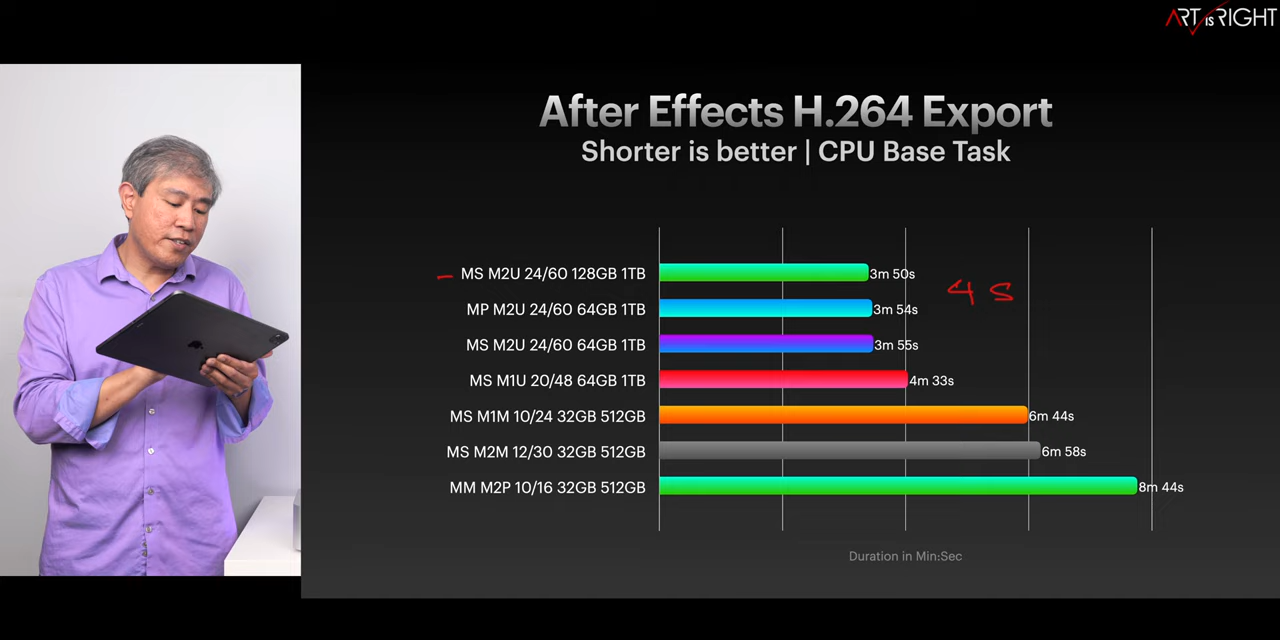 ART IS RIGHT
After Effects H.264 Export
Shorter is better | CPU Base Task
MS M2U 24/60 128GB 1TB 3m 50s
4 s
MP M2U 24/60 64GB 1TB 3m 54s
MS M2U 24/60 64GB 1TB 3m 55s
MS M1U 20/48 64GB 1TB 4m 33s
MS M1M 10/24 32GB 512GB 6m 44s
MS M2M 12/30 32GB 512GB 6m 58s
MM M2P 10/16 32GB 512GB 8m 44s
Duration in Min:Sec